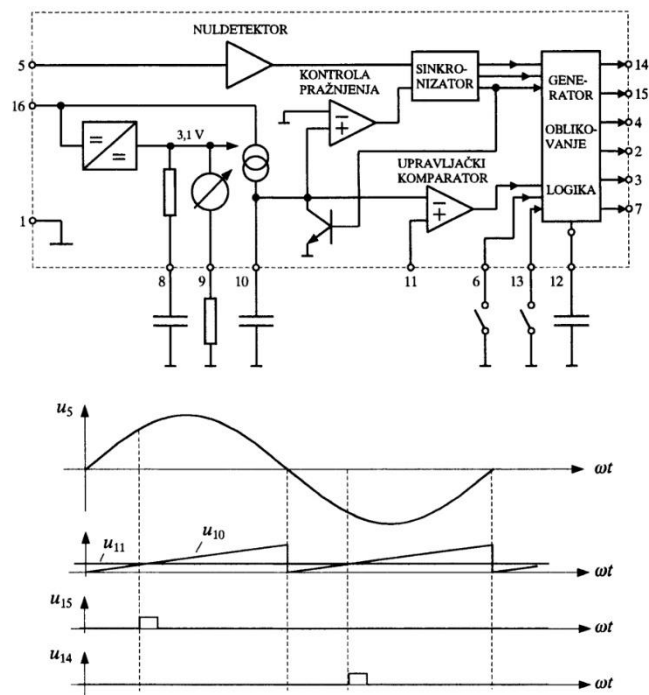 NULDETEKTOR
5
16
KONTROLA
PRAŽNJENJA
SINKRO-
NIZATOR
GENE-
RATOR
OBLIKO-
VANJE
LOGIKA
14
15
4
2
3
7
= =
3,1 V
UPRAVLJAČKI
KOMPARATOR
− +
− +
1
8 9 10 11 6 13 12
u5
ωt
u11 u10
ωt
u15
ωt
u14
ωt